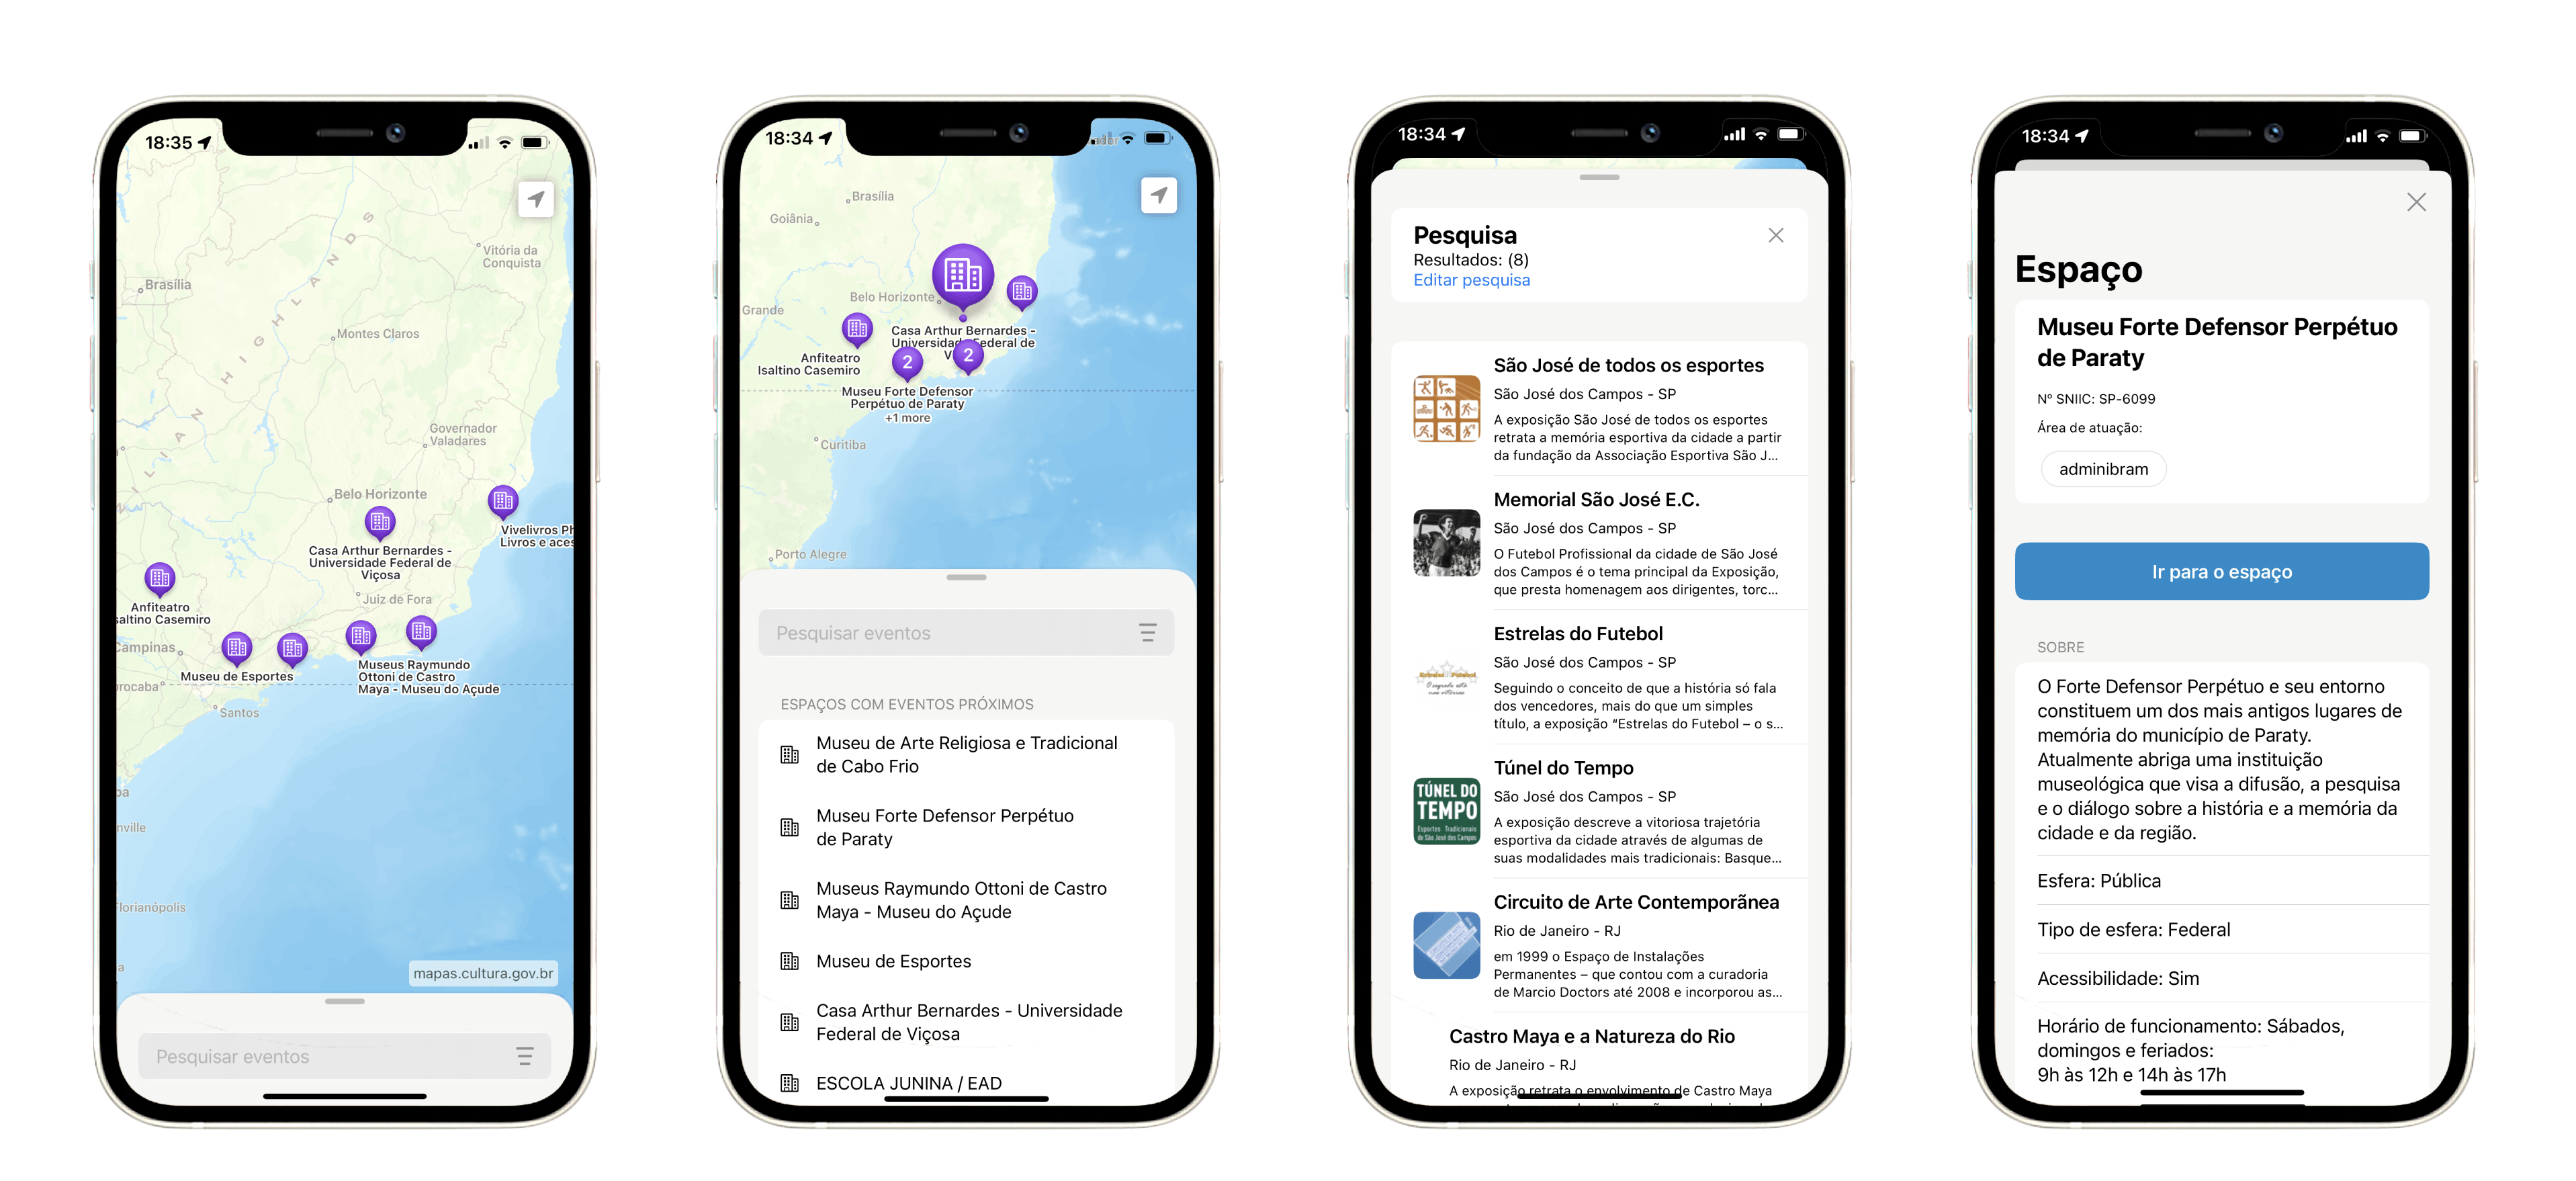 18:35
Brasília
Vitória da
Conquista
H I G H L A N D S
Montes Claros
Governor
Valadares
Belo Horizonte
Casa Arthur Bernardes -
Universidade Federal de
Viçosa
Vivelivros Ph
Livros e aces
Juiz de Fora
Anfiteatro
saltino Casemiro
Campinas
Museu de Esportes
Museus Raymundo
Ottoni de Castro
Maya - Museu do Açude
rocaba
Santos
pa
nville
Florianópolis
a
mapas.cultura.gov.br
Pesquisar eventos
18:34
Brasília
Goiânia
Belo Horizonte
Grande
Casa Arthur Bernardes -
Universidade Federal de
Anfiteatro
Isaltino Casemiro
2
2
Museu Forte Defensor
Perpétuo de Paraty
+1 more
Curitiba
Porto Alegre
Pesquisar eventos
ESPAÇOS COM EVENTOS PRÓXIMOS
Museu de Arte Religiosa e Tradicional
de Cabo Frio
Museu Forte Defensor Perpétuo
de Paraty
Museus Raymundo Ottoni de Castro
Maya - Museu do Açude
Museu de Esportes
Casa Arthur Bernardes - Universidade
Federal de Viçosa
ESCOLA JUNINA / EAD
18:34
Pesquisa
Resultados: (8)
Editar pesquisa
São José de todos os esportes
São José dos Campos - SP
A exposição São José de todos os esportes
retrata a memória esportiva da cidade a partir
da fundação da Associação Esportiva São J...
Memorial São José E.C.
São José dos Campos - SP
O Futebol Profissional da cidade de São José
dos Campos é o tema principal da Exposição,
que presta homenagem aos dirigentes, torc...
Estrelas do Futebol
São José dos Campos - SP
Seguindo o conceito de que a história só fala
dos vencedores, mais do que um simples
título, a exposição “Estrelas do Futebol – o s...
TÚNEL DO
TEMPO
Esportes Tradicionais
de São José dos Campos
Túnel do Tempo
São José dos Campos - SP
A exposição descreve a vitoriosa trajetória
esportiva da cidade através de algumas de
suas modalidades mais tradicionais: Basque...
Circuito de Arte Contemporãnea
Rio de Janeiro - RJ
em 1999 o Espaço de Instalações
Permanentes – que contou com a curadoria
de Marcio Doctors até 2008 e incorporou as...
Castro Maya e a Natureza do Rio
Rio de Janeiro - RJ
A exposição retrata o envolvimento de Castro Maya
18:34
Espaço
Museu Forte Defensor Perpétuo
de Paraty
Nº SNIIC: SP-6099
Área de atuação:
adminibram
Ir para o espaço
SOBRE
O Forte Defensor Perpétuo e seu entorno
constituem um dos mais antigos lugares de
memória do município de Paraty.
Atualmente abriga uma instituição
museológica que visa a difusão, a pesquisa
e o diálogo sobre a história e a memória da
cidade e da região.
Esfera: Pública
Tipo de esfera: Federal
Acessibilidade: Sim
Horário de funcionamento: Sábados,
domingos e feriados:
9h às 12h e 14h às 17h